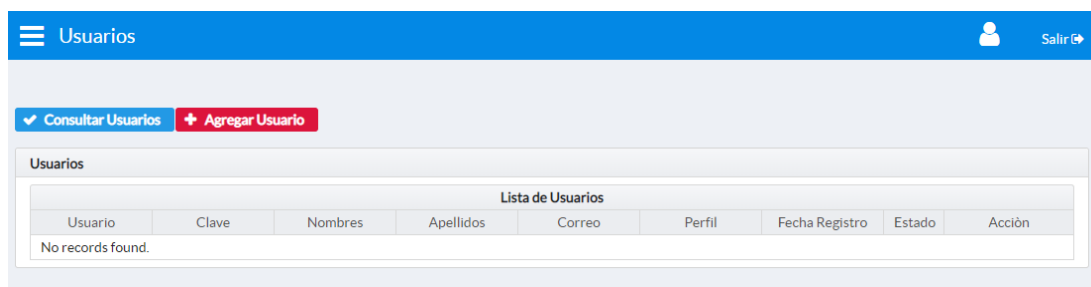 Usuarios Salir
Consultar Usuarios Agregar Usuario
Usuarios
Lista de Usuarios
Usuario Clave Nombres Apellidos Correo Perfil Fecha Registro Estado Acciòn
No records found.